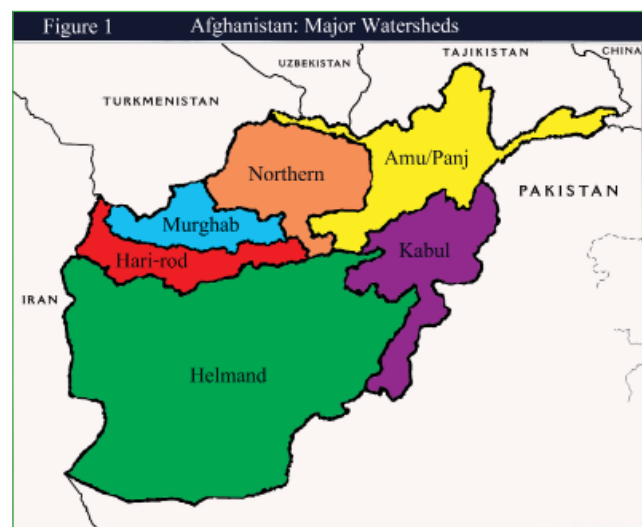 Figure 1 Afghanistan: Major Watersheds
TAJIKISTAN
CHINA
UZBEKISTAN
TURKMENISTAN
Amu/Panj
Northern
PAKISTAN
Murghab
Kabul
Hari-rod
IRAN
Helmand